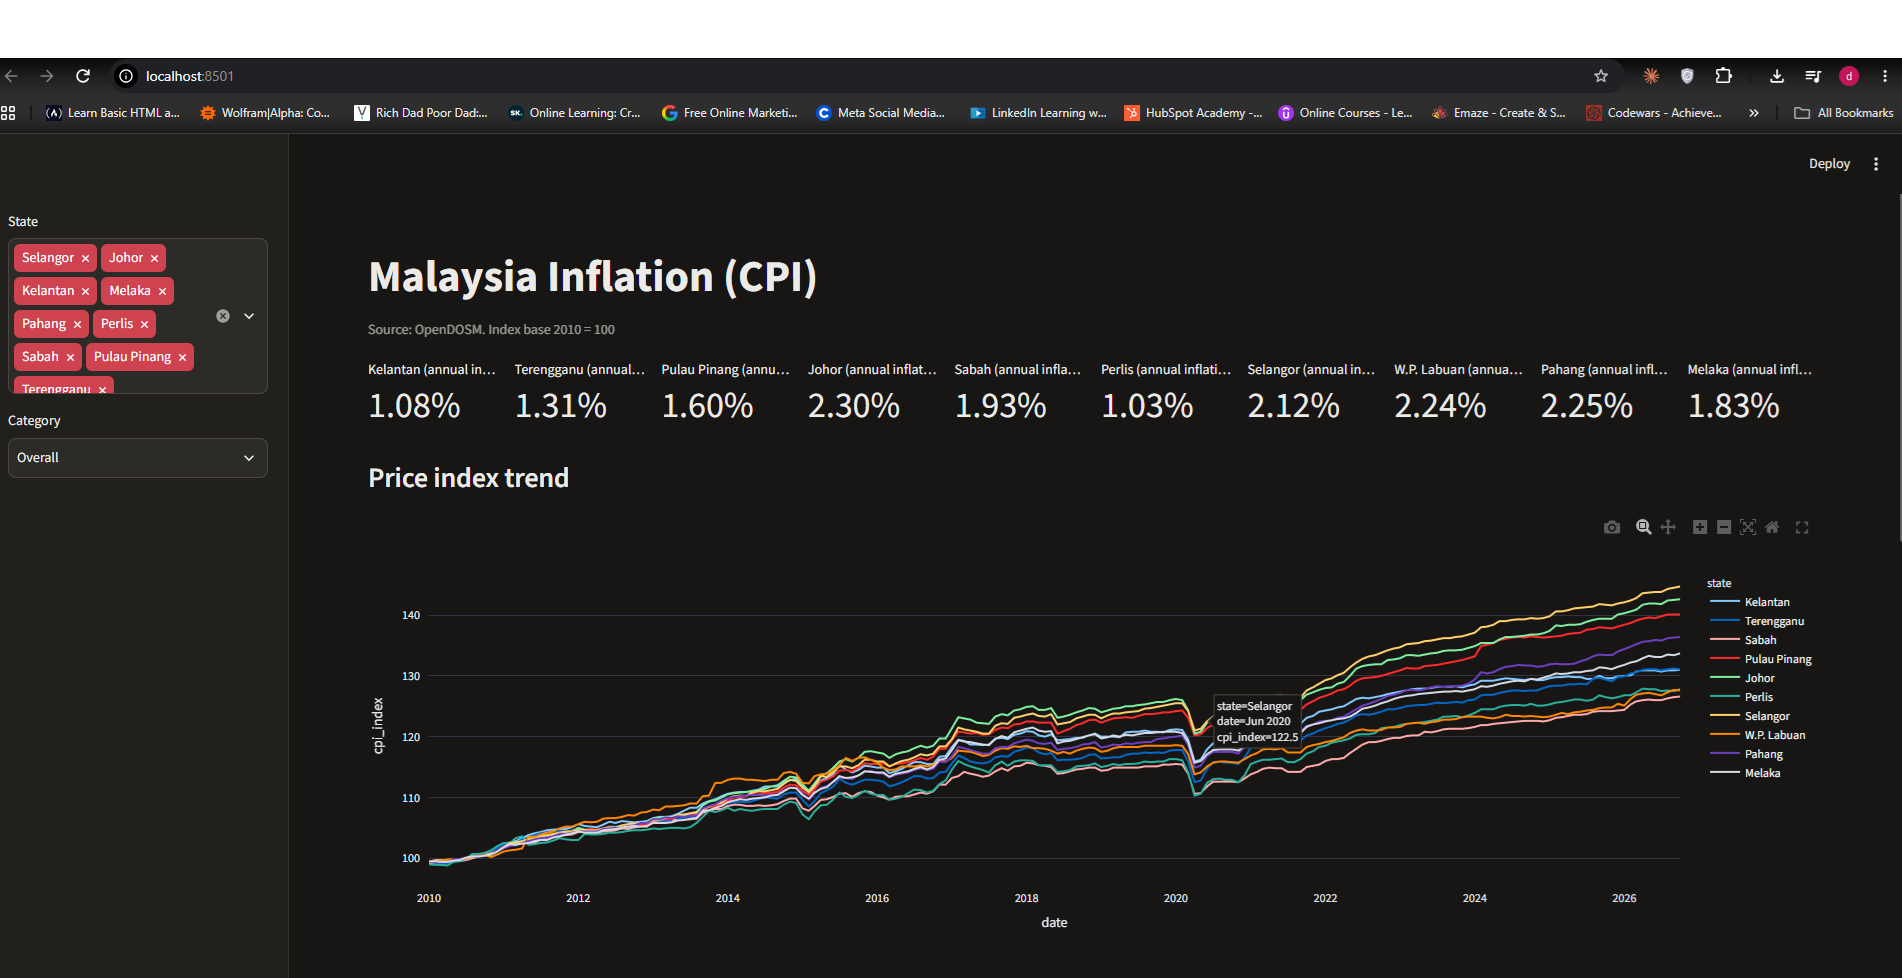 localhost:8501
d
Learn Basic HTML a...
Wolfram|Alpha: Co...
Rich Dad Poor Dad:...
Online Learning: Cr...
Free Online Marketi...
Meta Social Media...
LinkedIn Learning w...
HubSpot Academy -...
Online Courses - Le...
Emaze - Create & S...
Codewars - Achieve...
All Bookmarks
Deploy
State
Selangor × Johor ×
Kelantan × Melaka ×
Pahang × Perlis ×
Sabah × Pulau Pinang ×
Terengganu ×
Category
Overall
Malaysia Inflation (CPI)
Source: OpenDOSM. Index base 2010 = 100
Kelantan (annual in...
1.08%
Terengganu (annual...
1.31%
Pulau Pinang (annu...
1.60%
Johor (annual inflat...
2.30%
Sabah (annual infla...
1.93%
Perlis (annual inflati...
1.03%
Selangor (annual in...
2.12%
W.P. Labuan (annua...
2.24%
Pahang (annual infl...
2.25%
Melaka (annual infl...
1.83%
Price index trend
cpi_index
140
130
120
110
100
state=Selangor
date=Jun 2020
cpi_index=122.5
2010
2012
2014
2016
2018
2020
2022
2024
2026
date
state
Kelantan
Terengganu
Sabah
Pulau Pinang
Johor
Perlis
Selangor
W.P. Labuan
Pahang
Melaka